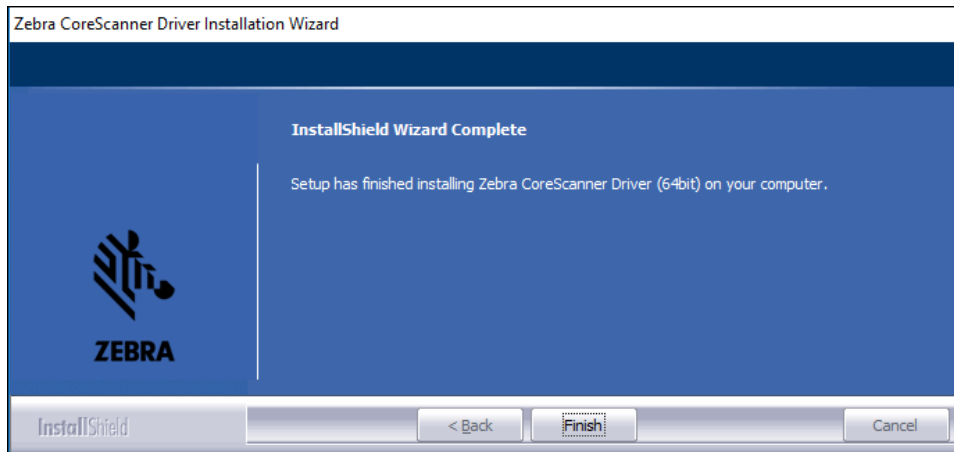 Zebra CoreScanner Driver Installation Wizard
InstallShield Wizard Complete
Setup has finished installing Zebra CoreScanner Driver (64bit) on your computer.
ZEBRA
InstallShield
< Back
Finish
Cancel